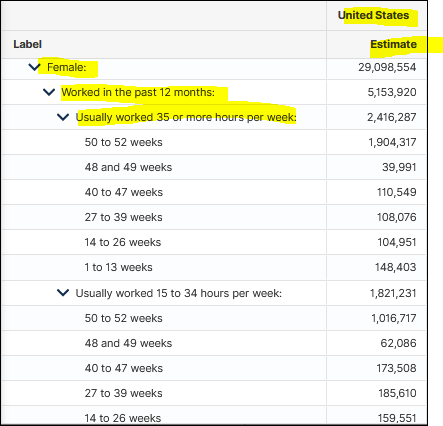 United States
Label Estimate
Female: 29,098,554
Worked in the past 12 months: 5,153,920
Usually worked 35 or more hours per week: 2,416,287
50 to 52 weeks 1,904,317
48 and 49 weeks 39,991
40 to 47 weeks 110,549
27 to 39 weeks 108,076
14 to 26 weeks 104,951
1 to 13 weeks 148,403
Usually worked 15 to 34 hours per week: 1,821,231
50 to 52 weeks 1,016,717
48 and 49 weeks 62,086
40 to 47 weeks 173,508
27 to 39 weeks 185,610
14 to 26 weeks 159,551